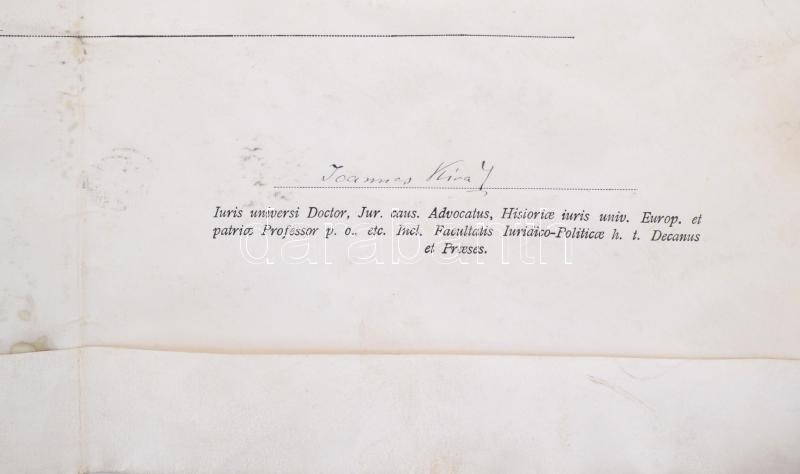 Joannes Király
Iuris universi Doctor, Jur. caus. Advocatus, Historiæ iuris univ. Europ. et
patriæ Professor p. o., etc. Incl. Facultatis Iuridico-Politicæ h. t. Decanus
et Præses.
darabanth